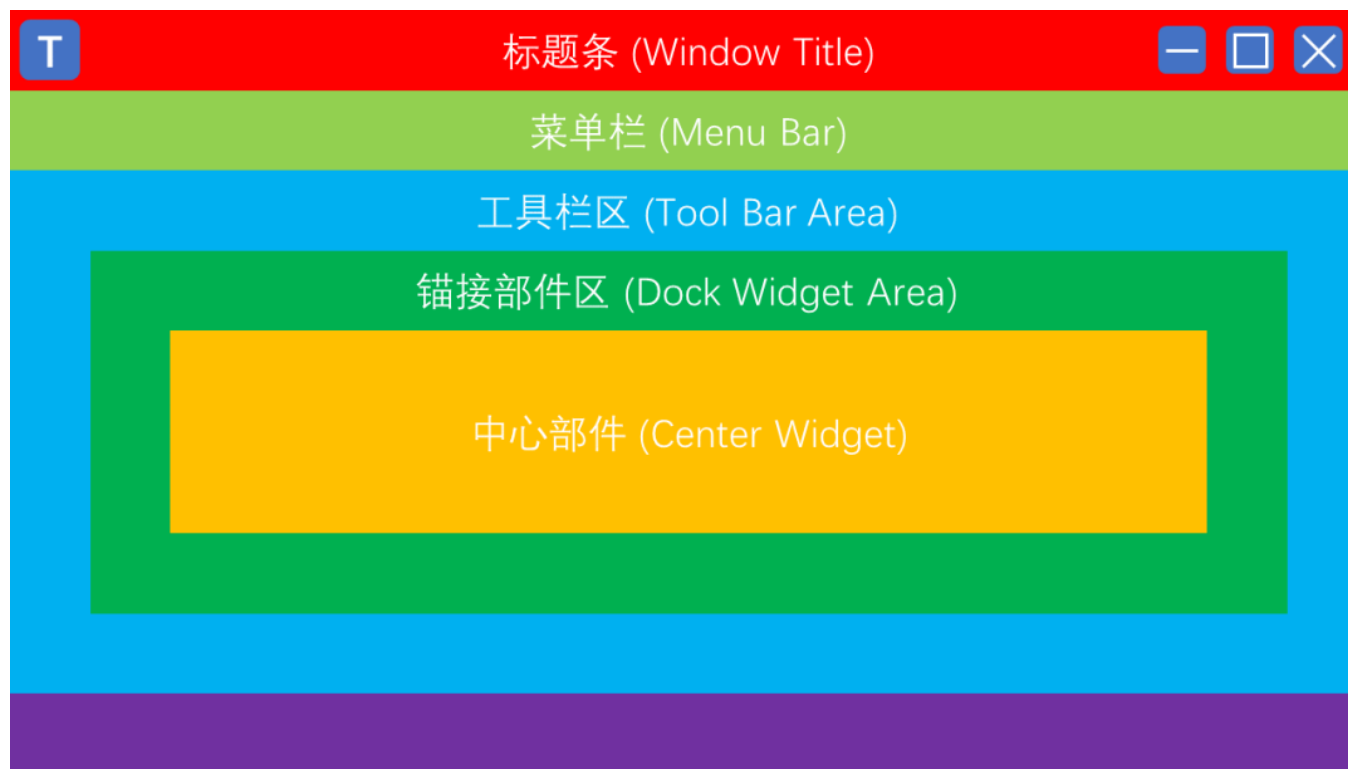 T
标题条 (Window Title)
菜单栏 (Menu Bar)
工具栏区 (Tool Bar Area)
锚接部件区 (Dock Widget Area)
中心部件 (Center Widget)